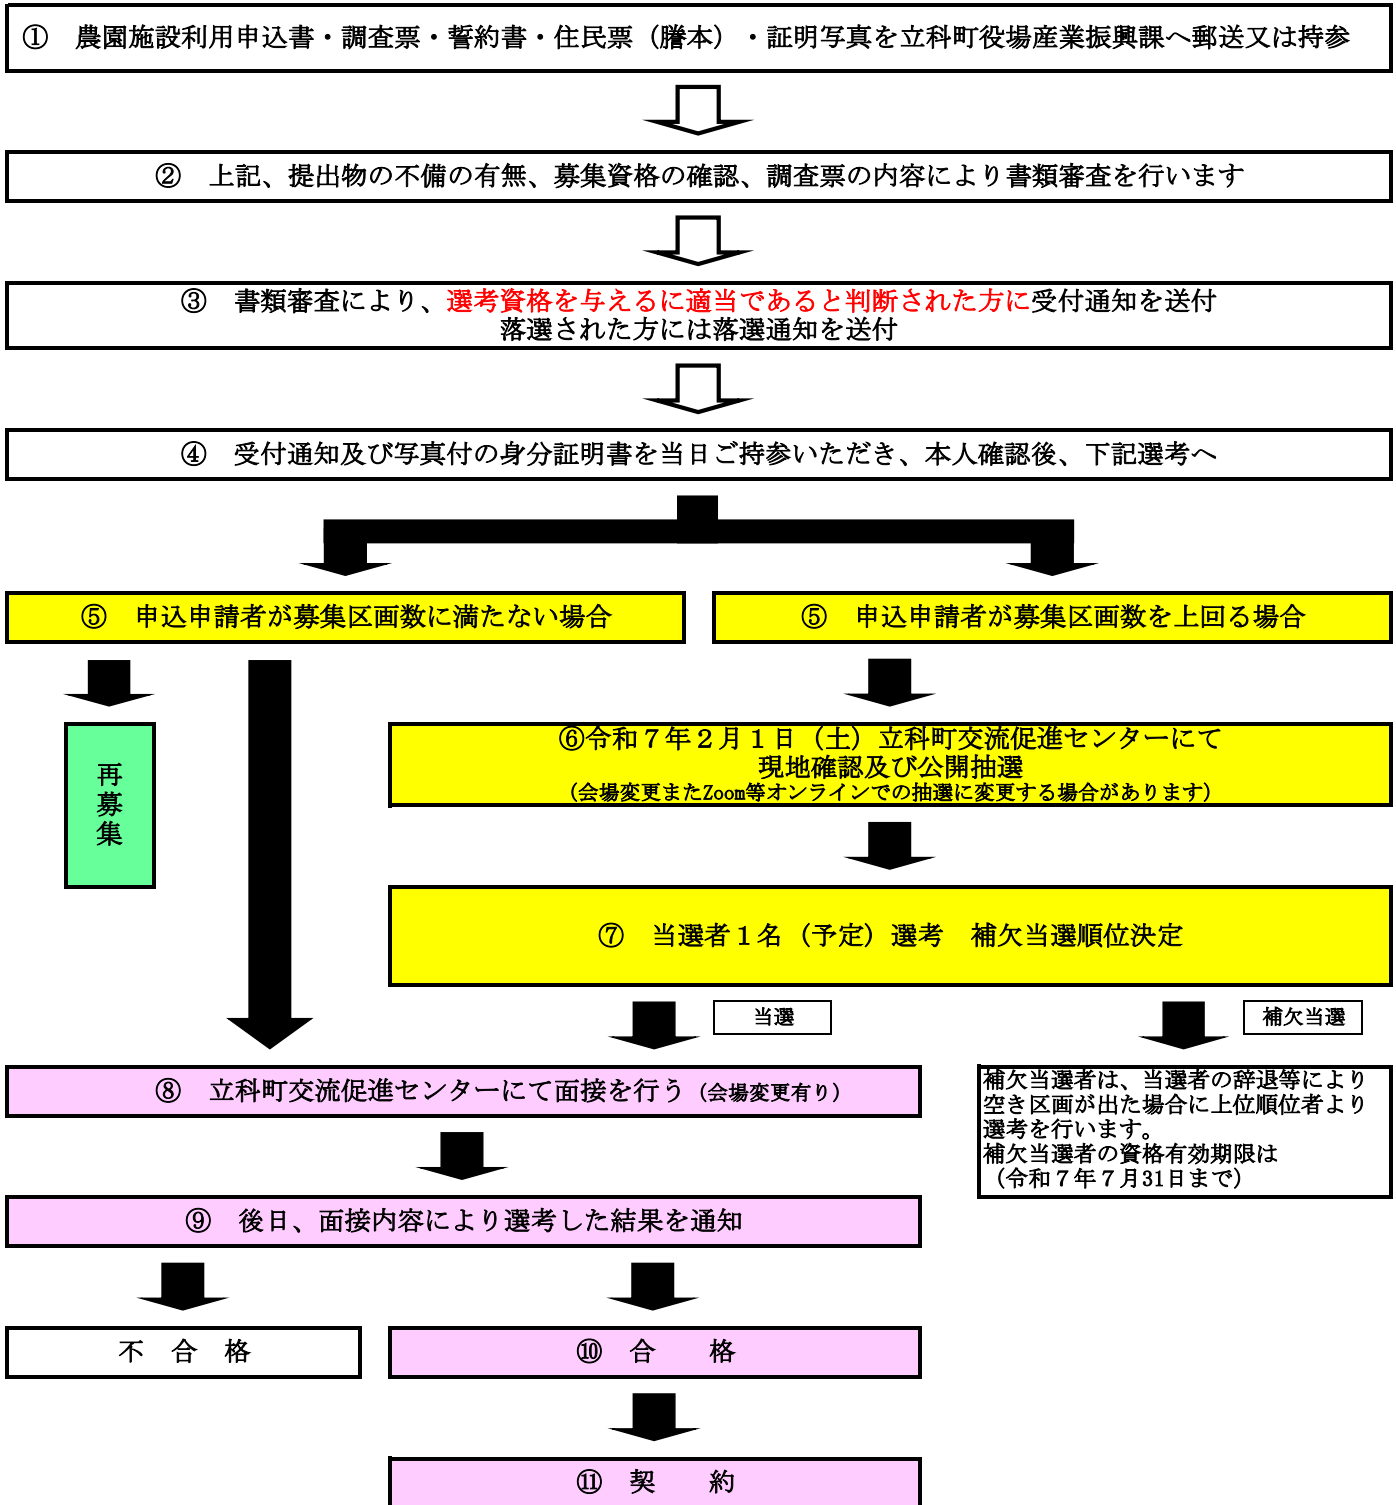 ① 農園施設利用申込書・調査票・誓約書・住民票（謄本）・証明写真を立科町役場産業振興課へ郵送又は持参
② 上記、提出物の不備の有無、募集資格の確認、調査票の内容により書類審査を行います
③ 書類審査により、選考資格を与えるに適当であると判断された方に受付通知を送付
落選された方には落選通知を送付
④ 受付通知及び写真付の身分証明書を当日ご持参いただき、本人確認後、下記選考へ
⑤ 申込申請者が募集区画数に満たない場合
⑤ 申込申請者が募集区画数を上回る場合
再募集
⑥令和７年２月１日（土）立科町交流促進センターにて
現地確認及び公開抽選
（会場変更またZoom等オンラインでの抽選に変更する場合があります）
⑦ 当選者１名（予定）選考　補欠当選順位決定
当選
補欠当選
⑧ 立科町交流促進センターにて面接を行う（会場変更有り）
補欠当選者は、当選者の辞退等により
空き区画が出た場合に上位順位者より
選考を行います。
補欠当選者の資格有効期限は
（令和７年７月31日まで）
⑨ 後日、面接内容により選考した結果を通知
不　合　格
⑩ 合　　格
⑪ 契　　約